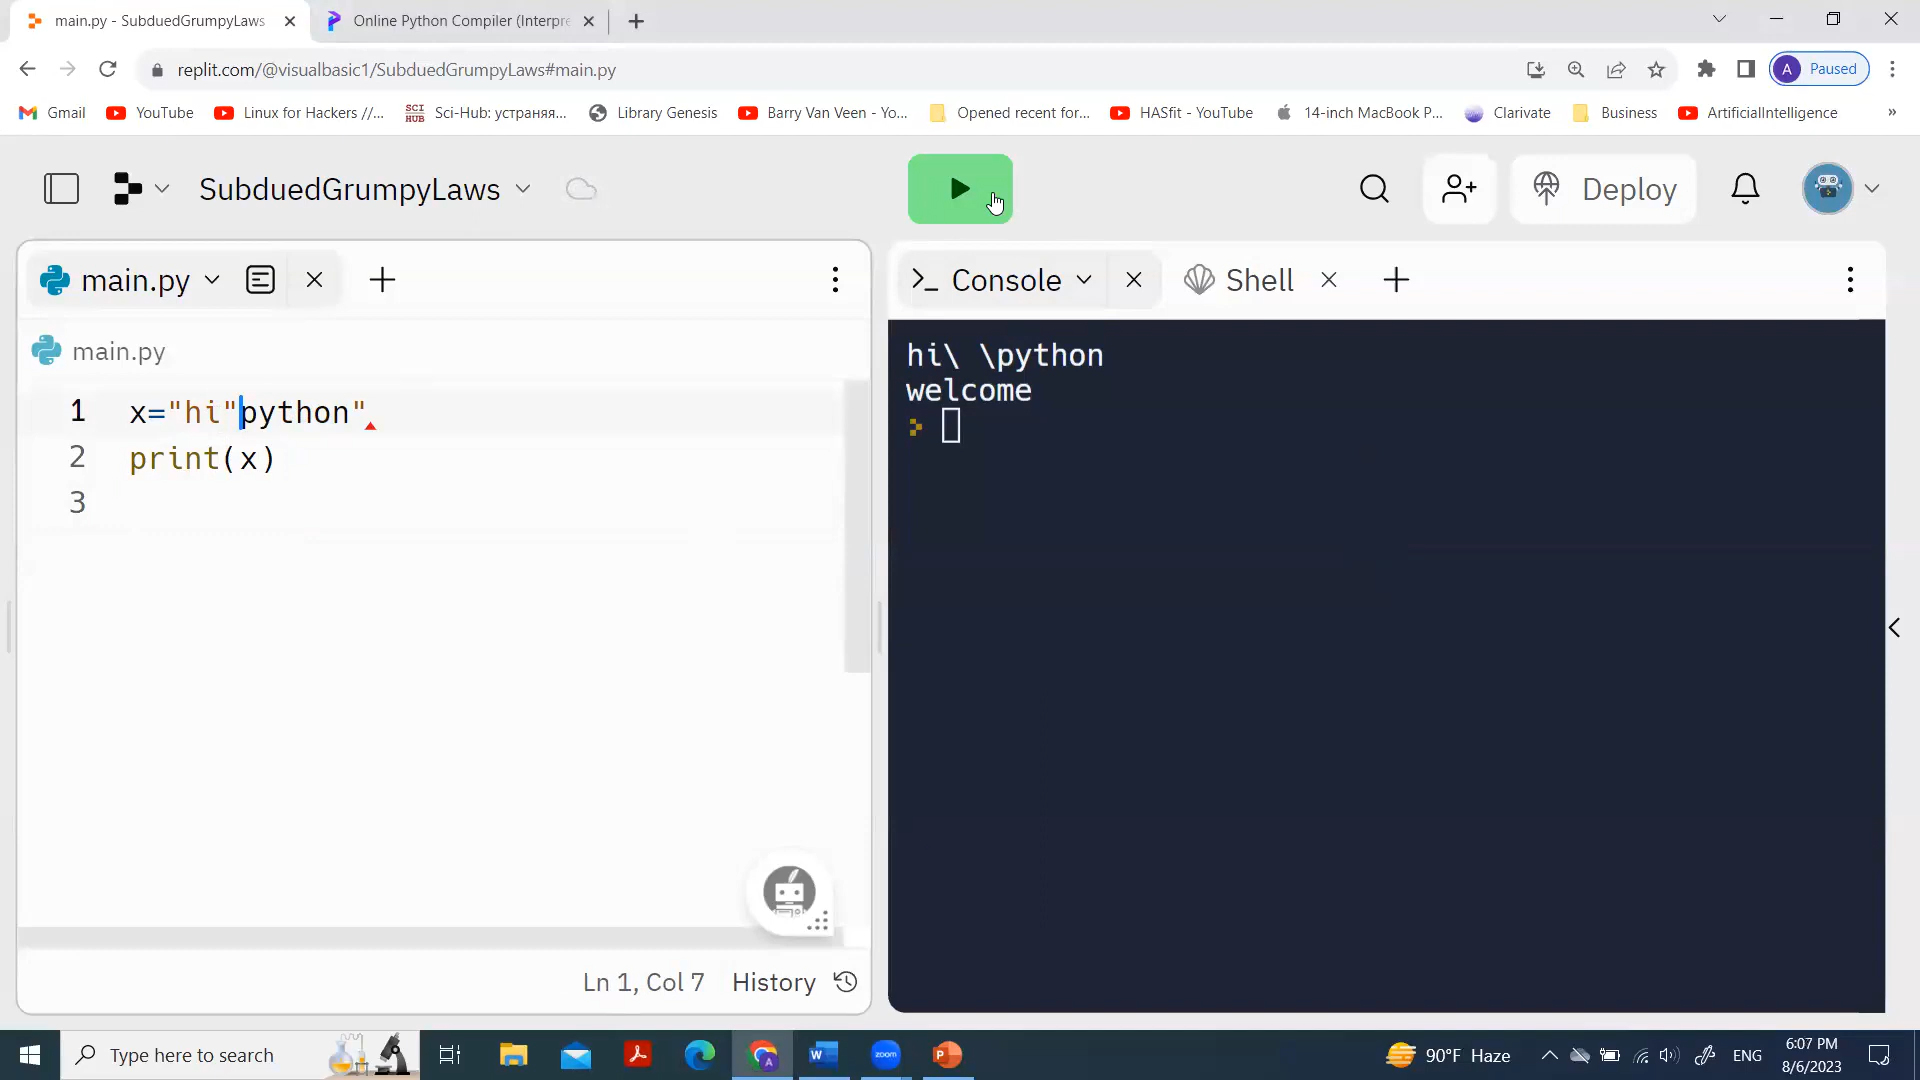 main.py - SubduedGrumpyLaws
Online Python Compiler (Interpre
replit.com/@visualbasic1/SubduedGrumpyLaws#main.py
A Paused
Gmail YouTube Linux for Hackers //... SCI HUB Sci-Hub: устраняя... Library Genesis Barry Van Veen - Yo... Opened recent for... HASfit - YouTube 14-inch MacBook P... Clarivate Business ArtificialIntelligence »
SubduedGrumpyLaws
Deploy
main.py
Console
Shell
main.py
1 x="hi"python"
2 print(x)
3
hi\ \python
welcome
Ln 1, Col 7 History
Type here to search
zoom
90°F Haze
ENG
6:07 PM
8/6/2023